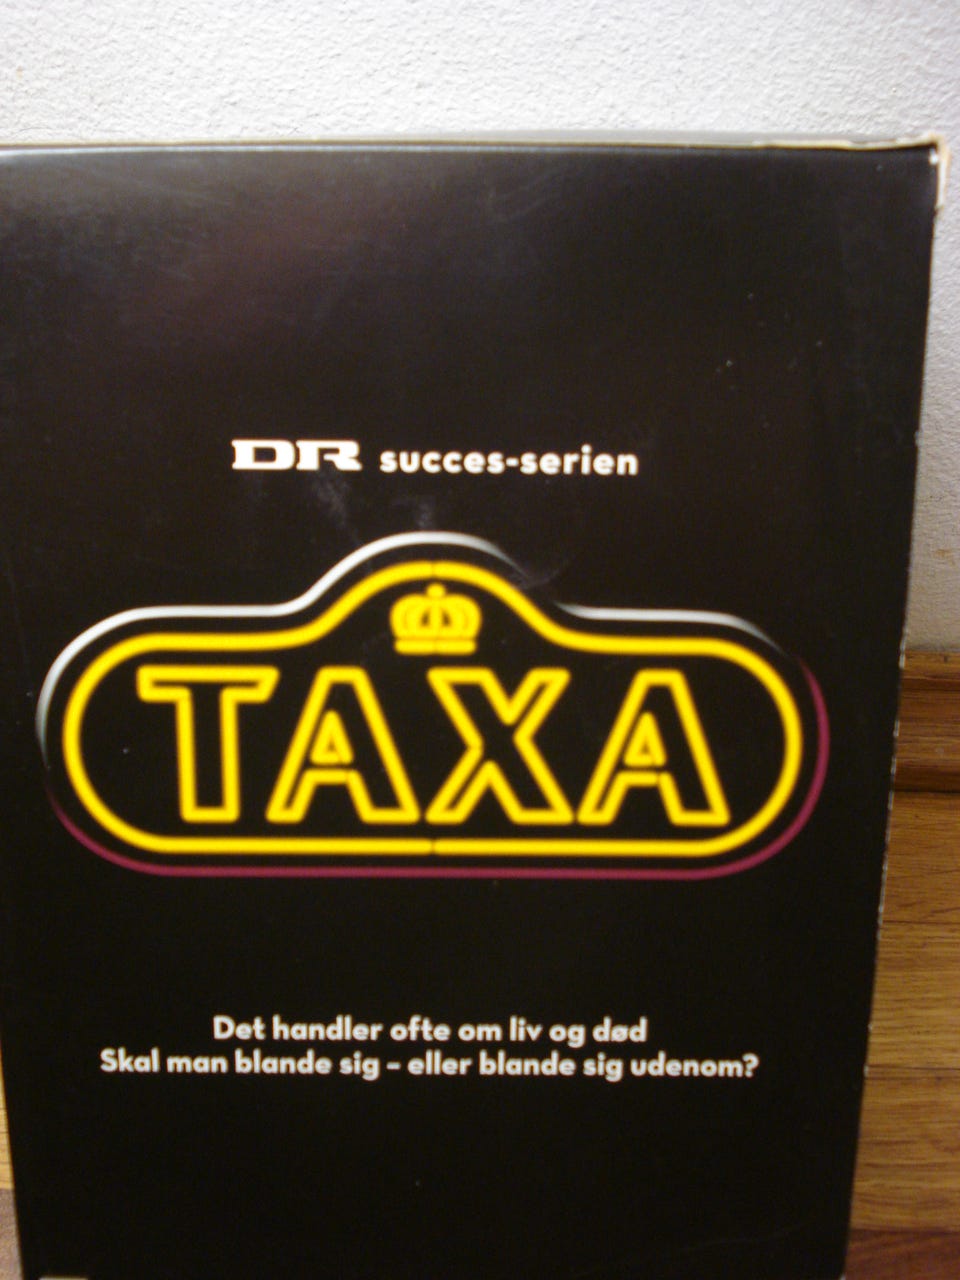 DR succes-serien
TAXA
Det handler ofte om liv og død
Skal man blande sig – eller blande sig udenom?